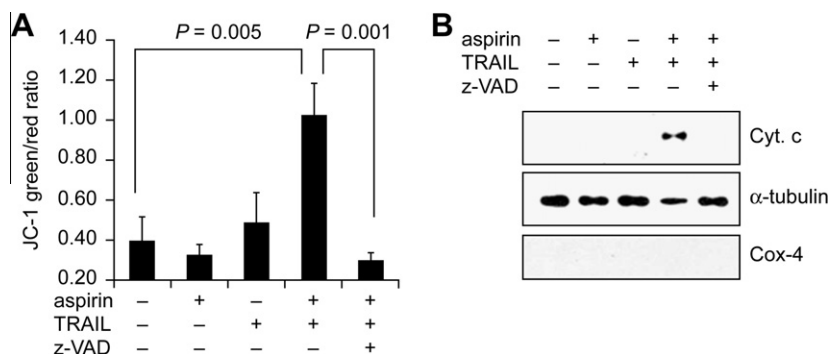 A
P = 0.005
P = 0.001
JC-1 green/red ratio
1.40
1.20
1.00
0.80
0.60
0.40
0.20
aspirin – + – + +
TRAIL – – + + +
z-VAD – – – – +
B
aspirin – + – + +
TRAIL – – + + +
z-VAD – – – – +
Cyt. c
α-tubulin
Cox-4